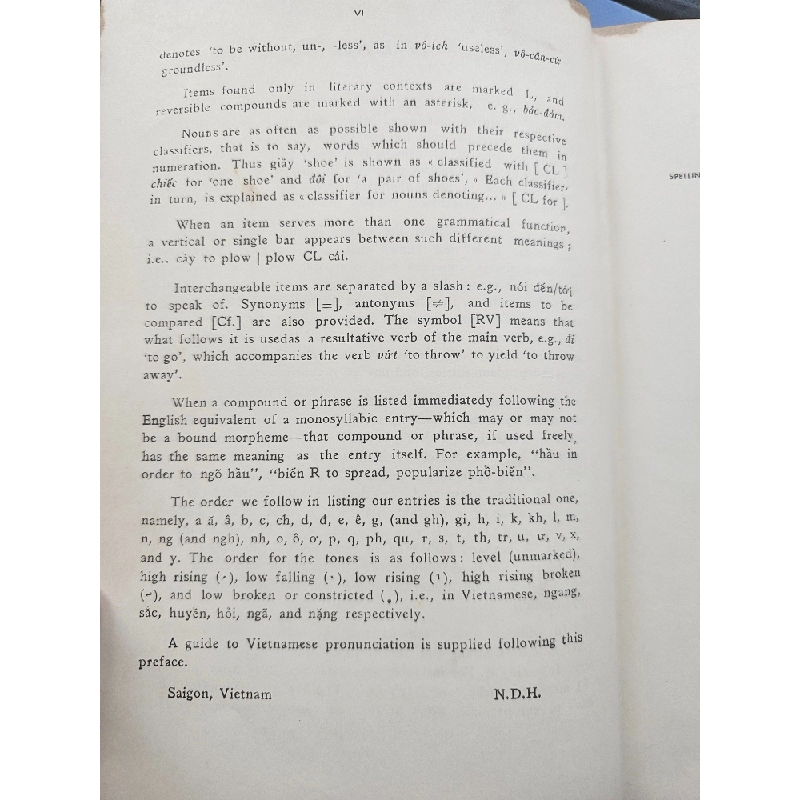 VI
denotes 'to be without, un-, -less', as in vô-ích 'useless', vô-căn-cứ
groundless'.
Items found only in literary contexts are marked L, and
reversible compounds are marked with an asterisk, e. g., bảo-đảm.
Nouns are as often as possible shown with their respective
classifiers, that is to say, words which should precede them in
numeration. Thus giầy 'shoe' is shown as « classified with [ CL ]
chiếc for 'one shoe' and đôi for 'a pair of shoes', » Each classifier,
in turn, is explained as « classifier for nouns denoting... » [ CL for ].
When an item serves more than one grammatical function,
a vertical or single bar appears between such different meanings ;
i.e., cày to plow | plow CL cái.
Interchangeable items are separated by a slash : e.g., nói đến/tới
to speak of. Synonyms [=], antonyms [≠], and items to be
compared [Cf.] are also provided. The symbol [RV] means that
what follows it is usedas a resultative verb of the main verb, e.g., đi
'to go', which accompanies the verb vứt 'to throw' to yield 'to throw
away'.
When a compound or phrase is listed immediatedy following the
English equivalent of a monosyllabic entry—which may or may not
be a bound morpheme—that compound or phrase, if used freely,
has the same meaning as the entry itself. For example, "hầu in
order to ngõ hầu", "biến R to spread, popularize phổ-biến".
The order we follow in listing our entries is the traditional one,
namely, a ă, â, b, c, ch, d, đ, e, ê, g, (and gh), gi, h, i, k, kh, l, m,
n, ng (and ngh), nh, o, ô, ơ, p, q, ph, qu, r, s, t, th, tr, u, ư, v, x,
and y. The order for the tones is as follows : level (unmarked),
high rising (´), low falling (`), low rising (ˀ), high rising broken
(~), and low broken or constricted (.), i.e., in Vietnamese, ngang,
sắc, huyền, hỏi, ngã, and nặng respectively.
A guide to Vietnamese pronunciation is supplied following this
preface.
Saigon, Vietnam N.D.H.